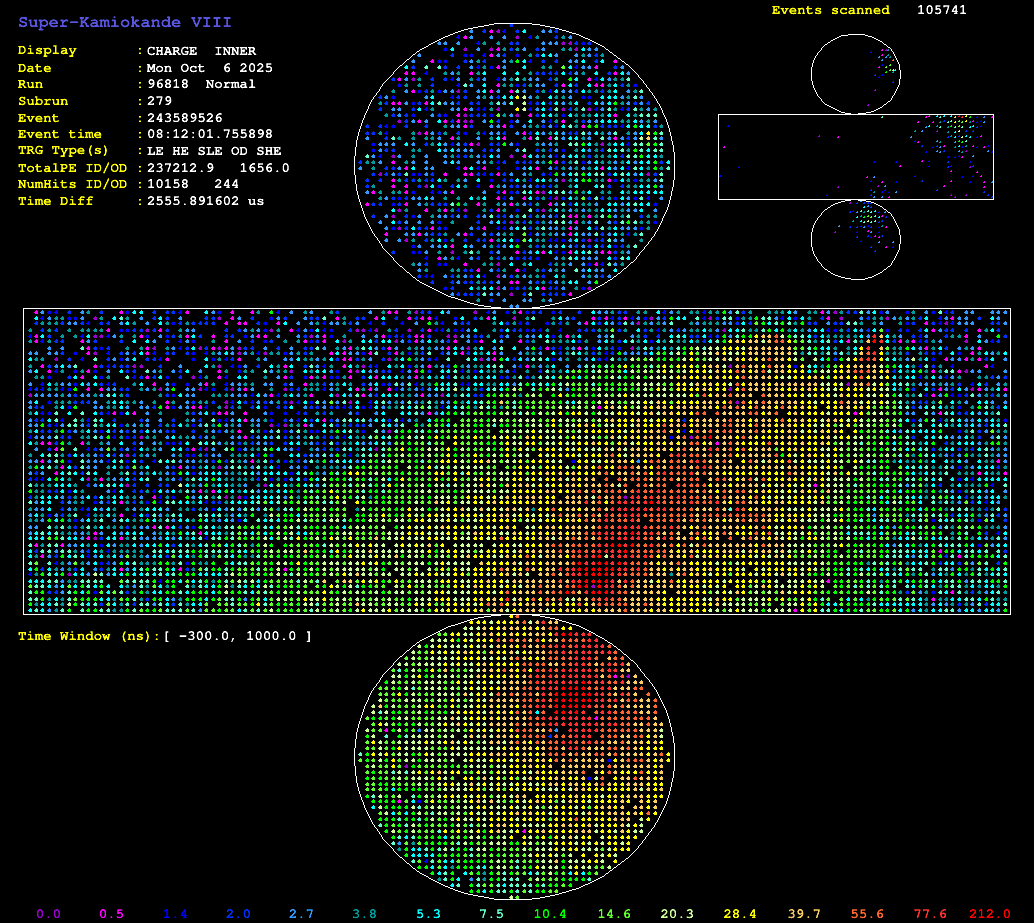 Super-Kamiokande VIII
Events scanned 105741
Display : CHARGE INNER
Date : Mon Oct 6 2025
Run : 96818 Normal
Subrun : 279
Event : 243589526
Event time : 08:12:01.755898
TRG Type(s) : LE HE SLE OD SHE
TotalPE ID/OD : 237212.9 1656.0
NumHits ID/OD : 10158 244
Time Diff : 2555.891602 us
Time Window (ns):[ -300.0, 1000.0 ]
0.0 0.5 1.4 2.0 2.7 3.8 5.3 7.5 10.4 14.6 20.3 28.4 39.7 55.6 77.6 212.0